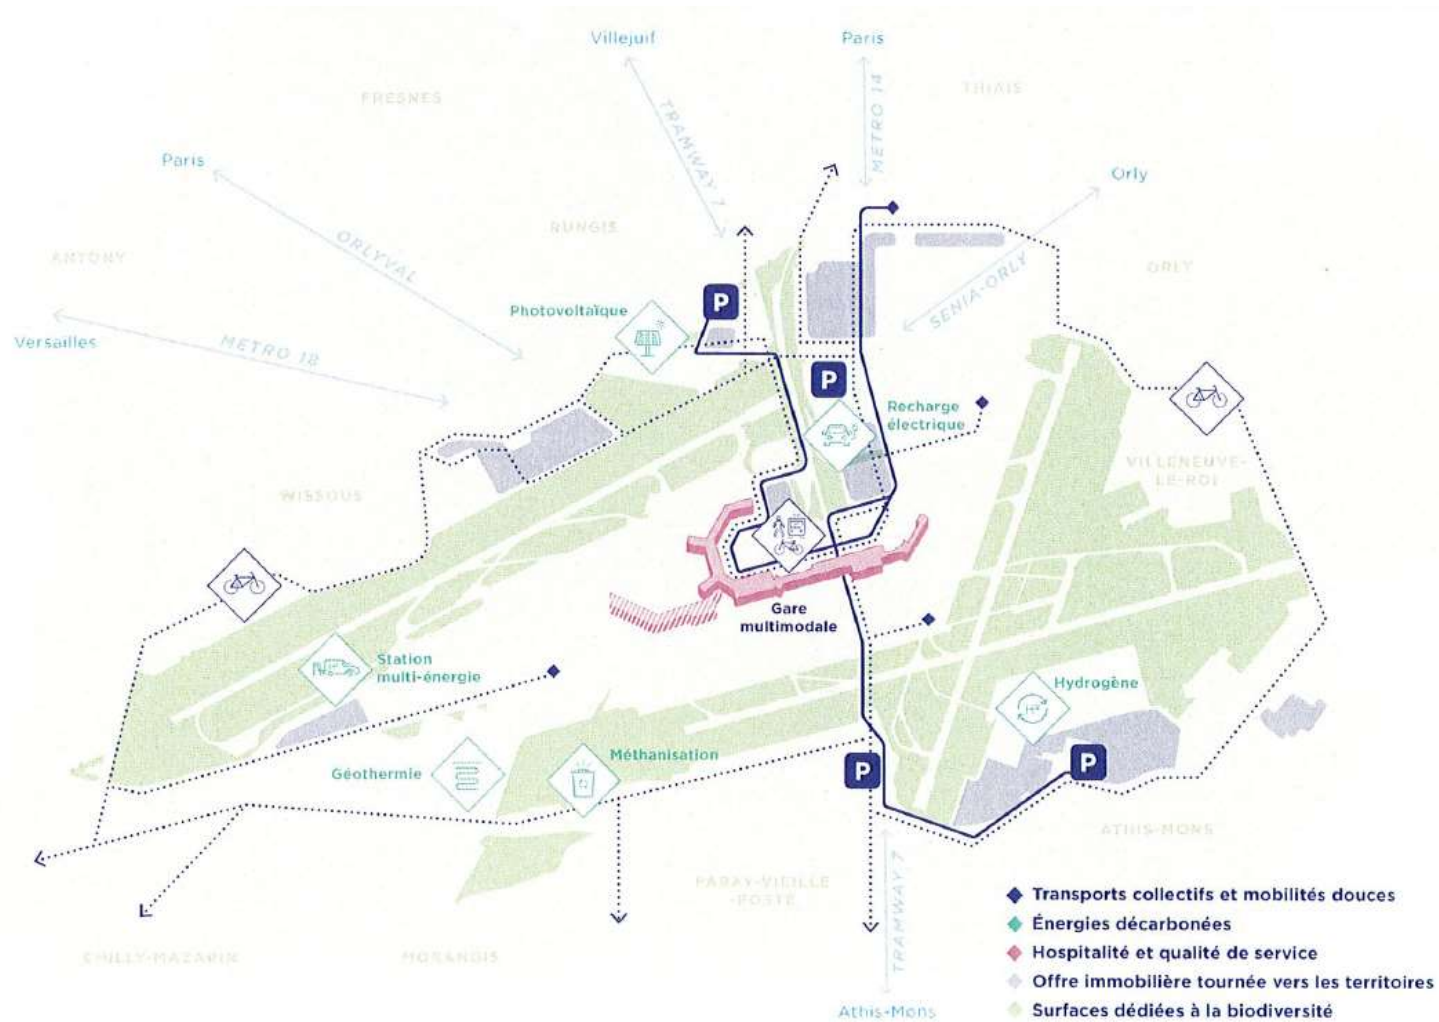 Villejuif
Paris
FRESNES
TRAMWAY 7
METRO 14
THIAIS
Paris
Orly
RUNGIS
ORLYVAL
ANTONY
SENIA-ORLY
ORLY
P
Photovoltaïque
Versailles
METRO 18
P
Recharge
électrique
VILLENEUVE-
LE-ROI
WISSOUS
Gare
multimodale
Station
multi-énergie
Hydrogène
H²
Géothermie
Méthanisation
P
P
ATHIS-MONS
PARAY-VIEILLE
-POSTE
TRAMWAY 7
CHILLY-MAZARIN
MORANGIS
Athis-Mons
Transports collectifs et mobilités douces
Énergies décarbonées
Hospitalité et qualité de service
Offre immobilière tournée vers les territoires
Surfaces dédiées à la biodiversité